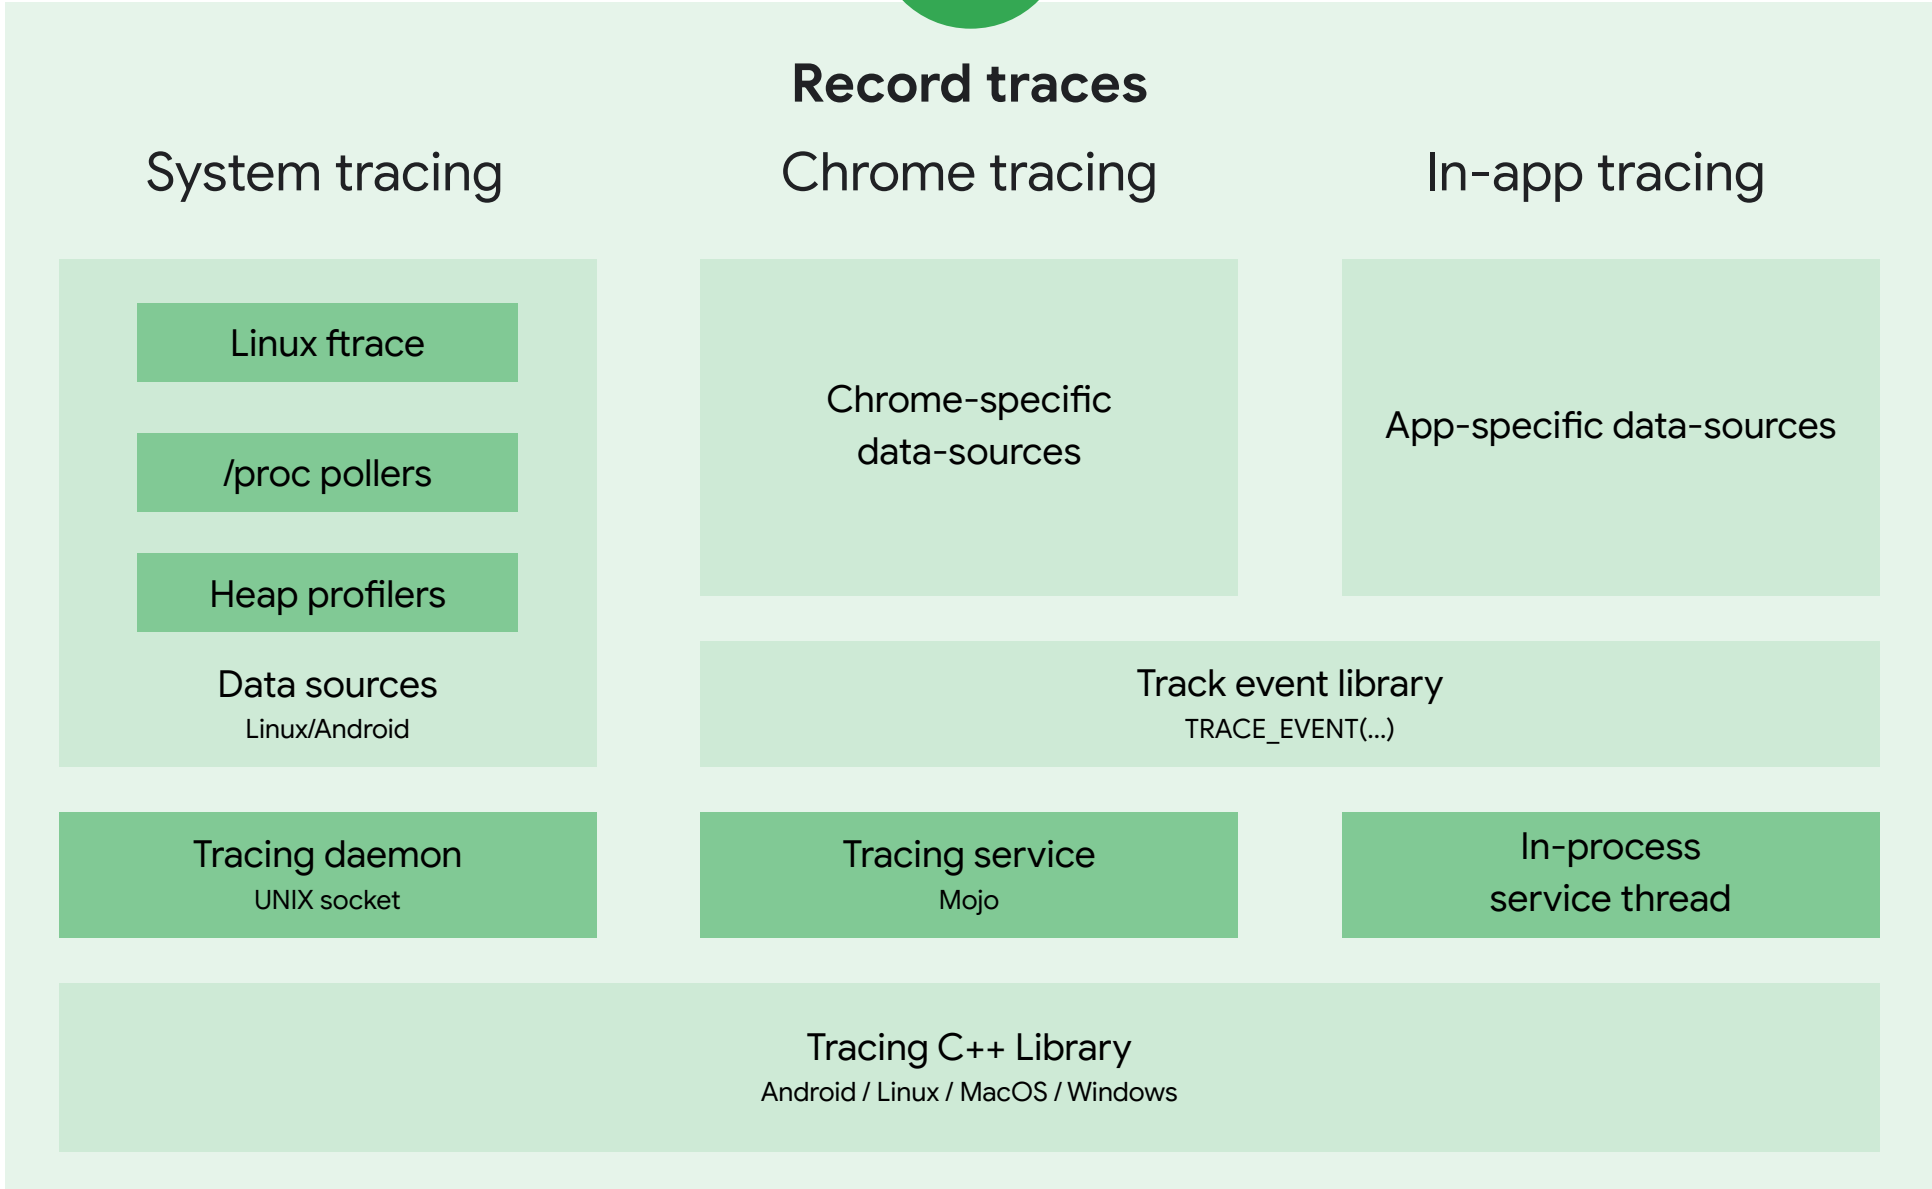 Record traces
System tracing
Chrome tracing
In-app tracing
Linux ftrace
/proc pollers
Heap profilers
Data sources
Linux/Android
Chrome-specific
data-sources
App-specific data-sources
Track event library
TRACE_EVENT(...)
Tracing daemon
UNIX socket
Tracing service
Mojo
In-process
service thread
Tracing C++ Library
Android / Linux / MacOS / Windows